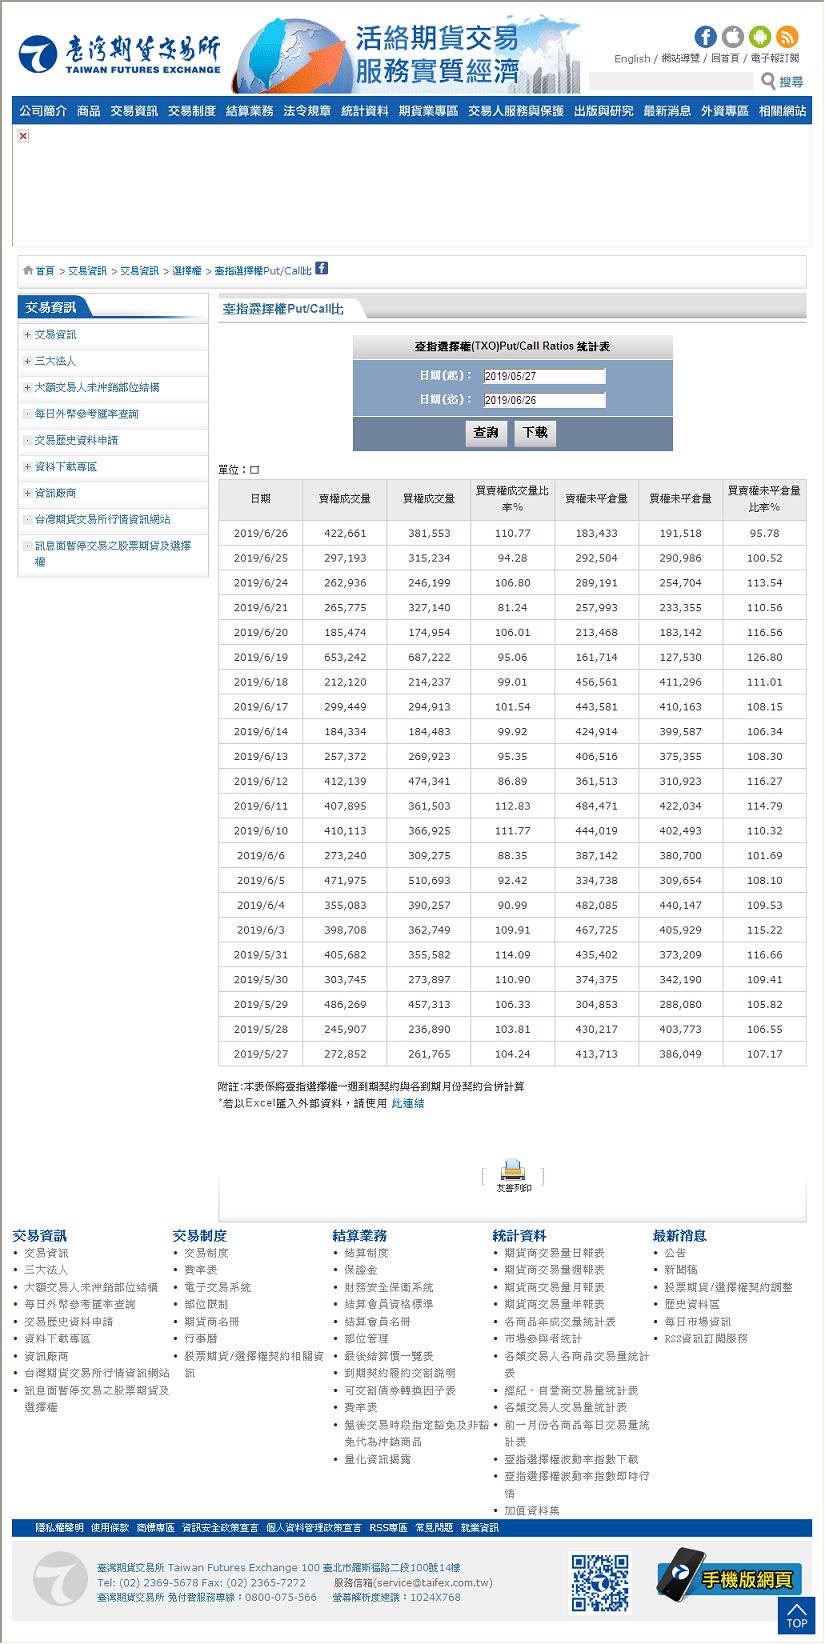 臺灣期貨交易所
TAIWAN FUTURES EXCHANGE
活絡期貨交易
服務實質經濟
English / 網站導覽 / 回首頁 / 電子報訂閱
搜尋
公司簡介 商品 交易資訊 交易制度 結算業務 法令規章 統計資料 期貨業專區 交易人服務與保護 出版與研究 最新消息 外資專區 相關網站
首頁 > 交易資訊 > 交易資訊 > 選擇權 > 臺指選擇權Put/Call比
交易資訊
交易資訊
三大法人
大額交易人未沖銷部位結構
每日外幣參考匯率查詢
交易歷史資料申請
資料下載專區
資訊廠商
台灣期貨交易所行情資訊網站
訊息面暫停交易之股票期貨及選擇
權
臺指選擇權Put/Call比
臺指選擇權(TXO)Put/Call Ratios 統計表
日期(起): 2019/05/27
日期(迄): 2019/06/26
查詢 下載
單位:口
日期 賣權成交量 買權成交量 買賣權成交量比率% 賣權未平倉量 買權未平倉量 買賣權未平倉量比率%
2019/6/26 422,661 381,553 110.77 183,433 191,518 95.78
2019/6/25 297,193 315,234 94.28 292,504 290,986 100.52
2019/6/24 262,936 246,199 106.80 289,191 254,704 113.54
2019/6/21 265,775 327,140 81.24 257,993 233,355 110.56
2019/6/20 185,474 174,954 106.01 213,468 183,142 116.56
2019/6/19 653,242 687,222 95.06 161,714 127,530 126.80
2019/6/18 212,120 214,237 99.01 456,561 411,296 111.01
2019/6/17 299,449 294,913 101.54 443,581 410,163 108.15
2019/6/14 184,334 184,483 99.92 424,914 399,587 106.34
2019/6/13 257,372 269,923 95.35 406,516 375,355 108.30
2019/6/12 412,139 474,341 86.89 361,513 310,923 116.27
2019/6/11 407,895 361,503 112.83 484,471 422,034 114.79
2019/6/10 410,113 366,925 111.77 444,019 402,493 110.32
2019/6/6 273,240 309,275 88.35 387,142 380,700 101.69
2019/6/5 471,975 510,693 92.42 334,738 309,654 108.10
2019/6/4 355,083 390,257 90.99 482,085 440,147 109.53
2019/6/3 398,708 362,749 109.91 467,725 405,929 115.22
2019/5/31 405,682 355,582 114.09 435,402 373,209 116.66
2019/5/30 303,745 273,897 110.90 374,375 342,190 109.41
2019/5/29 486,269 457,313 106.33 304,853 288,080 105.82
2019/5/28 245,907 236,890 103.81 430,217 403,773 106.55
2019/5/27 272,852 261,765 104.24 413,713 386,049 107.17
附註:本表係將臺指選擇權一週到期契約與各到期月份契約合併計算
*若以Excel匯入外部資料，請使用 此連結
[ 友善列印 ]
交易資訊
• 交易資訊
• 三大法人
• 大額交易人未沖銷部位結構
• 每日外幣參考匯率查詢
• 交易歷史資料申請
• 資料下載專區
• 資訊廠商
• 台灣期貨交易所行情資訊網站
• 訊息面暫停交易之股票期貨及
選擇權
交易制度
• 交易制度
• 費率表
• 電子交易系統
• 部位限制
• 期貨商名冊
• 行事曆
• 股票期貨/選擇權契約相關資
訊
結算業務
• 結算制度
• 保證金
• 財務安全保衛系統
• 結算會員資格標準
• 結算會員名冊
• 部位管理
• 最後結算價一覽表
• 到期契約履約交割說明
• 可交割債券轉換因子表
• 費率表
• 盤後交易時段指定豁免及非豁
免代為沖銷商品
• 量化資訊揭露
統計資料
• 期貨商交易量日報表
• 期貨商交易量週報表
• 期貨商交易量月報表
• 期貨商交易量年報表
• 各商品年成交量統計表
• 市場參與者統計
• 各類交易人各商品交易量統計
表
• 經紀、自營商交易量統計表
• 各類交易人交易量統計表
• 前一月份各商品每日交易量統
計表
• 臺指選擇權波動率指數下載
• 臺指選擇權波動率指數即時行
情
• 加值資料集
最新消息
• 公告
• 新聞稿
• 股票期貨/選擇權契約調整
• 歷史資料區
• 每日市場資訊
• RSS資訊訂閱服務
隱私權聲明 使用條款 商標專區 資訊安全政策宣言 個人資料管理政策宣言 RSS專區 常見問題 就業資訊
臺灣期貨交易所 Taiwan Futures Exchange 100 臺北市羅斯福路二段100號14樓
Tel: (02) 2369-5678 Fax: (02) 2365-7272 服務信箱(service@taifex.com.tw)
臺灣期貨交易所 免付費服務專線：0800-075-566 螢幕解析度建議：1024X768
手機版網頁
TOP